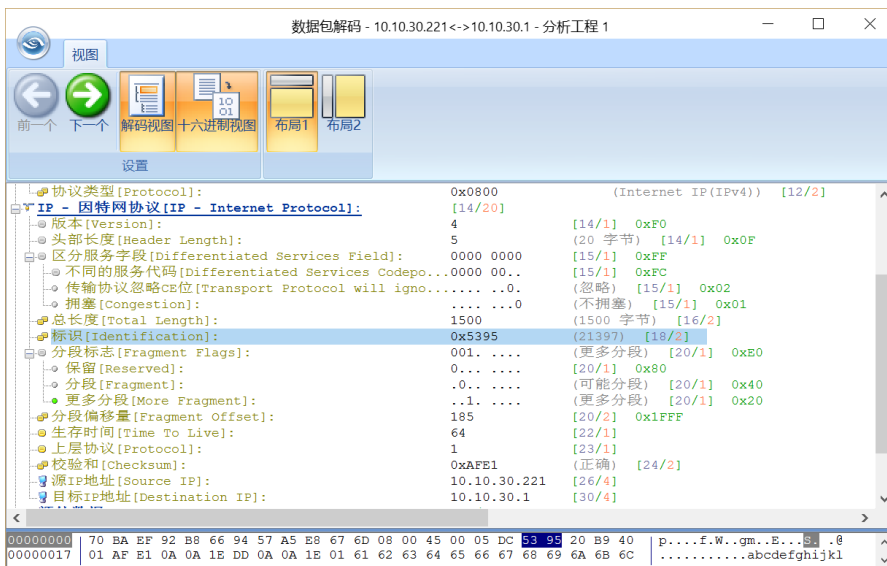 数据包解码 - 10.10.30.221<->10.10.30.1 - 分析工程 1
视图
前一个 下一个 解码视图 十六进制视图 布局1 布局2
设置
协议类型[Protocol]: 0x0800 (Internet IP(IPv4)) [12/2]
IP - 因特网协议[IP - Internet Protocol]: [14/20]
版本[Version]: 4 [14/1] 0xF0
头部长度[Header Length]: 5 (20 字节) [14/1] 0x0F
区分服务字段[Differentiated Services Field]: 0000 0000 [15/1] 0xFF
不同的服务代码[Differentiated Services Codepo...0000 00.. [15/1] 0xFC
传输协议忽略CE位[Transport Protocol will igno...... ..0. (忽略) [15/1] 0x02
拥塞[Congestion]: .... ...0 (不拥塞) [15/1] 0x01
总长度[Total Length]: 1500 (1500 字节) [16/2]
标识[Identification]: 0x5395 (21397) [18/2]
分段标志[Fragment Flags]: 001. .... (更多分段) [20/1] 0xE0
保留[Reserved]: 0... .... [20/1] 0x80
分段[Fragment]: .0.. .... (可能分段) [20/1] 0x40
更多分段[More Fragment]: ..1. .... (更多分段) [20/1] 0x20
分段偏移量[Fragment Offset]: 185 [20/2] 0x1FFF
生存时间[Time To Live]: 64 [22/1]
上层协议[Protocol]: 1 [23/1]
校验和[Checksum]: 0xAFE1 (正确) [24/2]
源IP地址[Source IP]: 10.10.30.221 [26/4]
目标IP地址[Destination IP]: 10.10.30.1 [30/4]
00000000 70 BA EF 92 B8 66 94 57 A5 E8 67 6D 08 00 45 00 05 DC 53 95 20 B9 40 p....f.W..gm..E...S. .@
00000017 01 AF E1 0A 0A 1E DD 0A 0A 1E 01 61 62 63 64 65 66 67 68 69 6A 6B 6C ...........abcdefghijkl